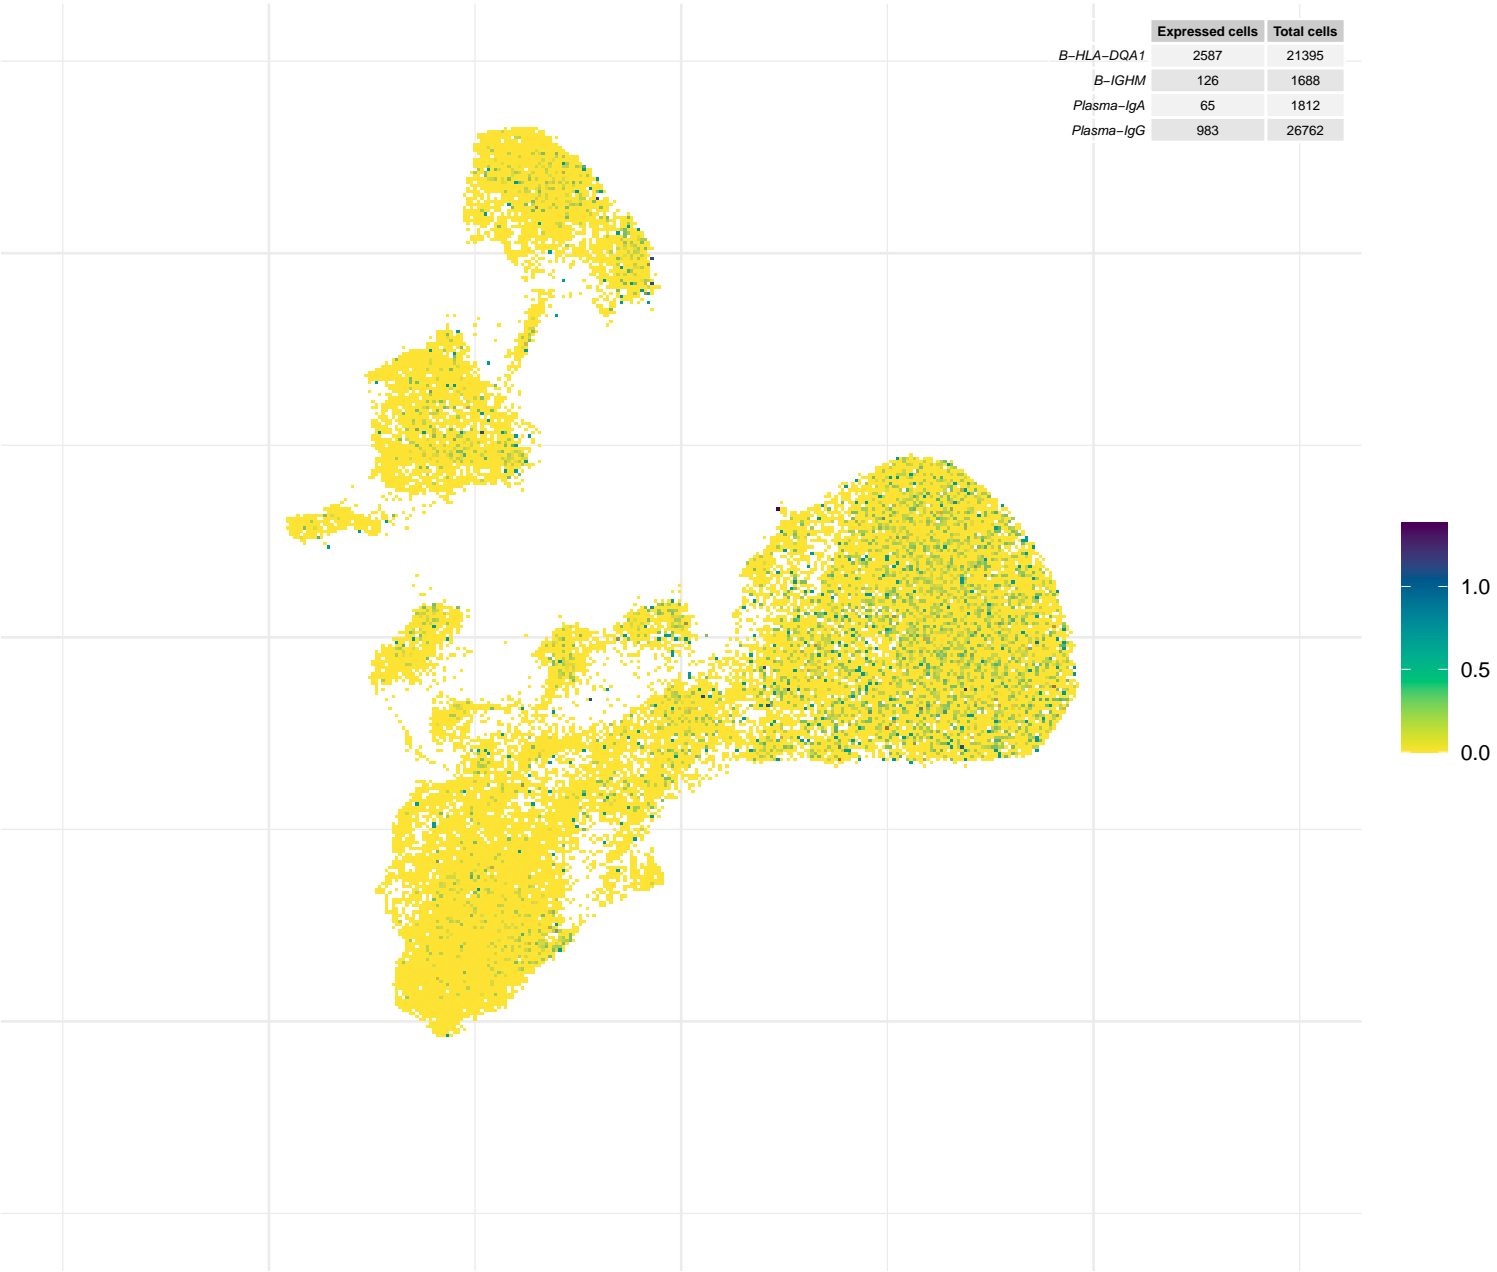 Expressed cells Total cells
B−HLA−DQA1 2587 21395
B−IGHM 126 1688
Plasma−IgA 65 1812
Plasma−IgG 983 26762
1.0
0.5
0.0